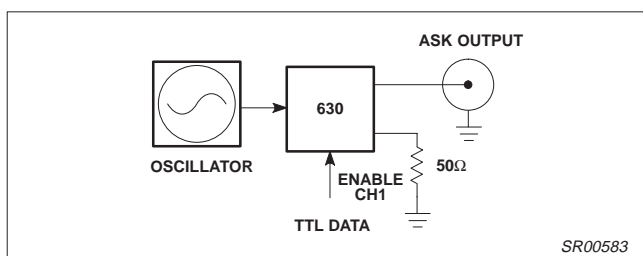 ASK OUTPUT
630
OSCILLATOR
ENABLE
CH1
50Ω
TTL DATA
SR00583